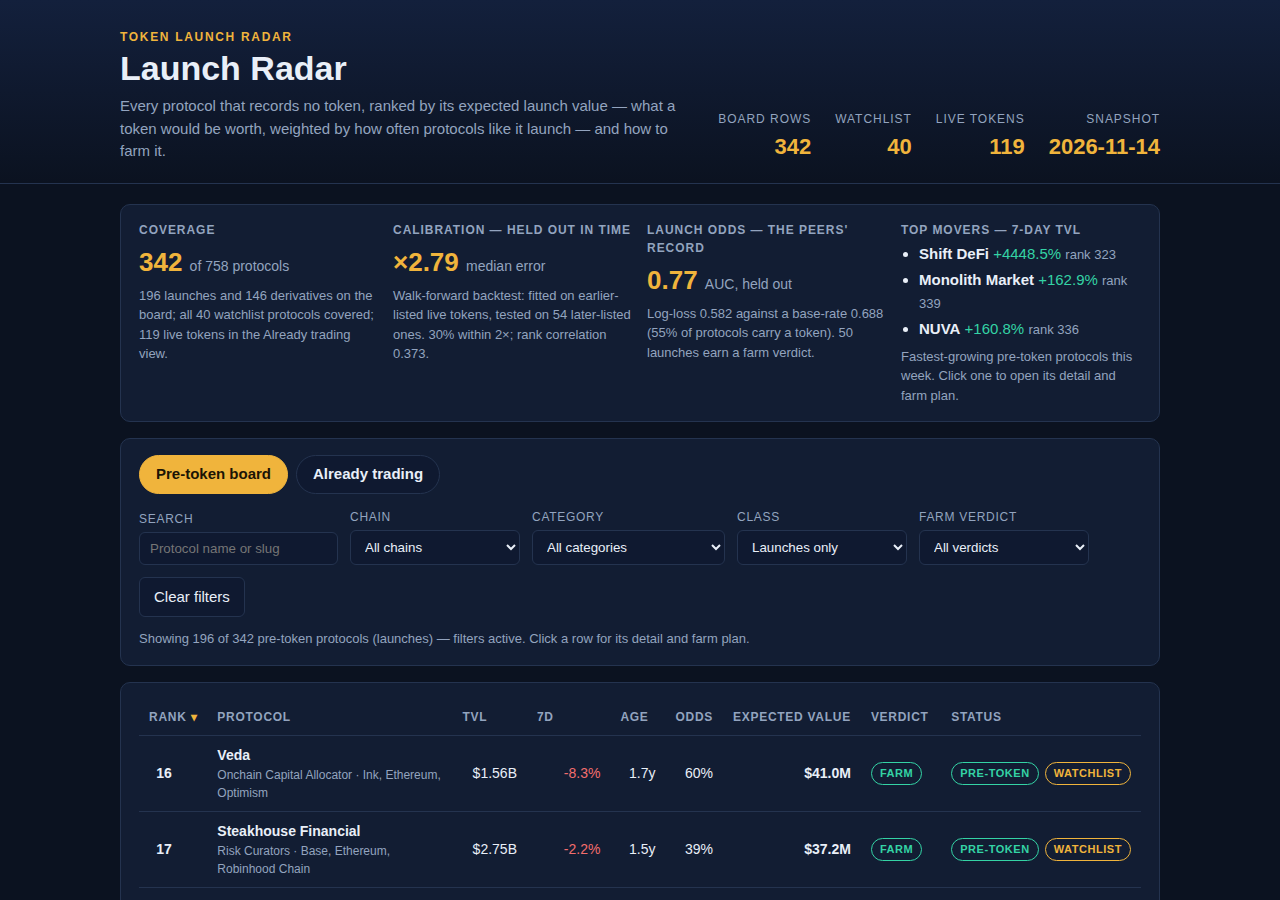 TOKEN LAUNCH RADAR
Launch Radar
Every protocol that records no token, ranked by its expected launch value — what a
token would be worth, weighted by how often protocols like it launch — and how to
farm it.
BOARD ROWS WATCHLIST LIVE TOKENS SNAPSHOT
342 40 119 2026-11-14
COVERAGE
342 of 758 protocols
196 launches and 146 derivatives on the
board; all 40 watchlist protocols covered;
119 live tokens in the Already trading
view.
CALIBRATION — HELD OUT IN TIME
×2.79 median error
Walk-forward backtest: fitted on earlier-
listed live tokens, tested on 54 later-listed
ones. 30% within 2×; rank correlation
0.373.
LAUNCH ODDS — THE PEERS'
RECORD
0.77 AUC, held out
Log-loss 0.582 against a base-rate 0.688
(55% of protocols carry a token). 50
launches earn a farm verdict.
TOP MOVERS — 7-DAY TVL
• Shift DeFi +4448.5% rank 323
• Monolith Market +162.9% rank
339
• NUVA +160.8% rank 336
Fastest-growing pre-token protocols this
week. Click one to open its detail and
farm plan.
Pre-token board Already trading
SEARCH CHAIN CATEGORY CLASS FARM VERDICT
Protocol name or slug All chains All categories Launches only All verdicts
Clear filters
Showing 196 of 342 pre-token protocols (launches) — filters active. Click a row for its detail and farm plan.
RANK ▼ PROTOCOL TVL 7D AGE ODDS EXPECTED VALUE VERDICT STATUS
16 Veda $1.56B -8.3% 1.7y 60% $41.0M FARM PRE-TOKEN WATCHLIST
Onchain Capital Allocator · Ink, Ethereum,
Optimism
17 Steakhouse Financial $2.75B -2.2% 1.5y 39% $37.2M FARM PRE-TOKEN WATCHLIST
Risk Curators · Base, Ethereum,
Robinhood Chain